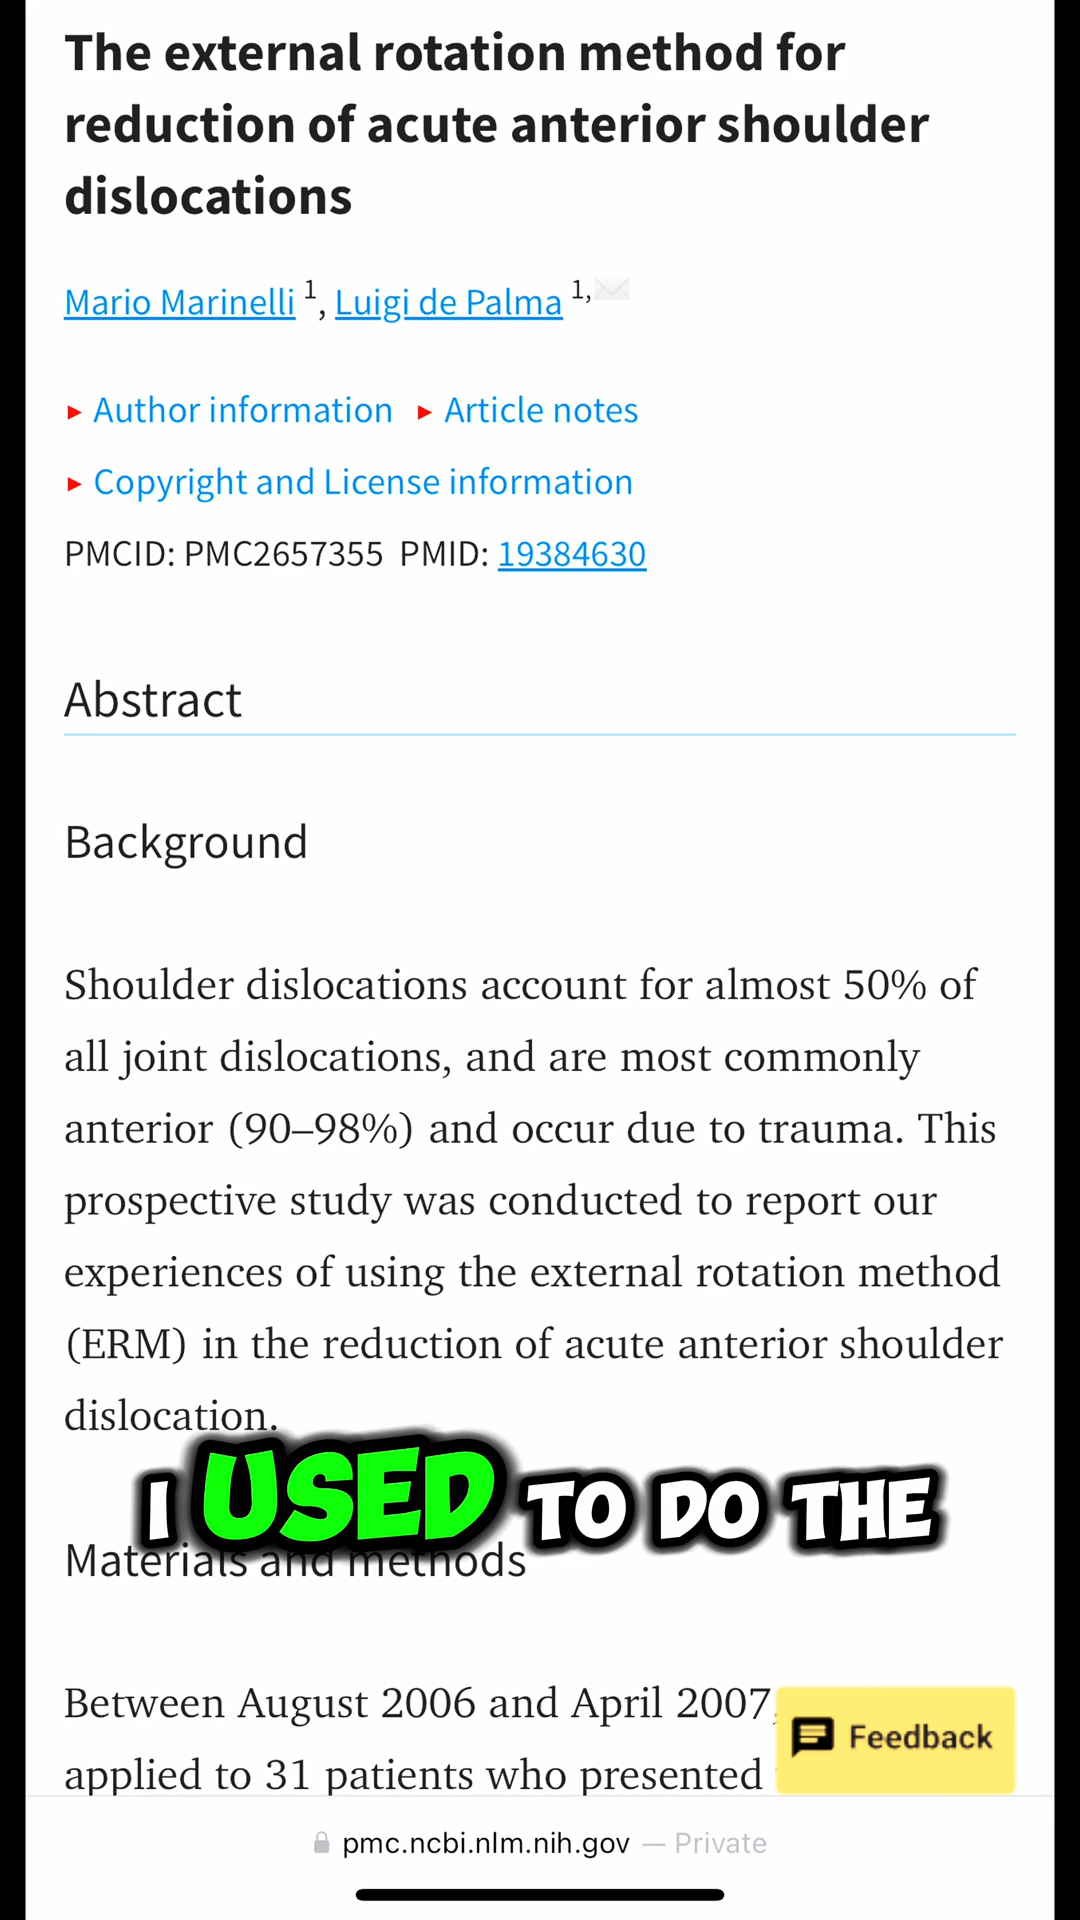 The external rotation method for
reduction of acute anterior shoulder
dislocations
Mario Marinelli 1, Luigi de Palma 1,
▸ Author information ▸ Article notes
▸ Copyright and License information
PMCID: PMC2657355 PMID: 19384630
Abstract
Background
Shoulder dislocations account for almost 50% of
all joint dislocations, and are most commonly
anterior (90–98%) and occur due to trauma. This
prospective study was conducted to report our
experiences of using the external rotation method
(ERM) in the reduction of acute anterior shoulder
dislocation.
I USED TO DO THE
Materials and methods
Between August 2006 and April 2007,
applied to 31 patients who presented
Feedback
pmc.ncbi.nlm.nih.gov — Private